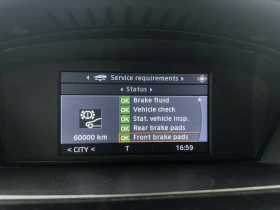 Service requirements
Status
OK Brake fluid
OK Vehicle check
OK Stat. vehicle insp.
OK Rear brake pads
OK Front brake pads
60000 km
< CITY > T 16:59